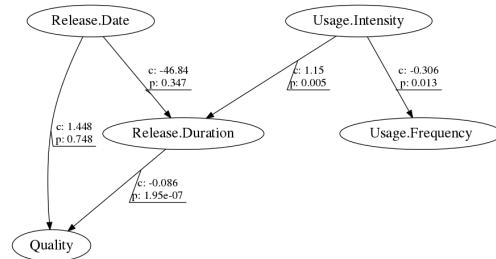 Release.Date
Usage.Intensity
c: -46.84
p: 0.347
c: 1.15
p: 0.005
c: -0.306
p: 0.013
c: 1.448
p: 0.748
Release.Duration
Usage.Frequency
c: -0.086
p: 1.95e-07
Quality